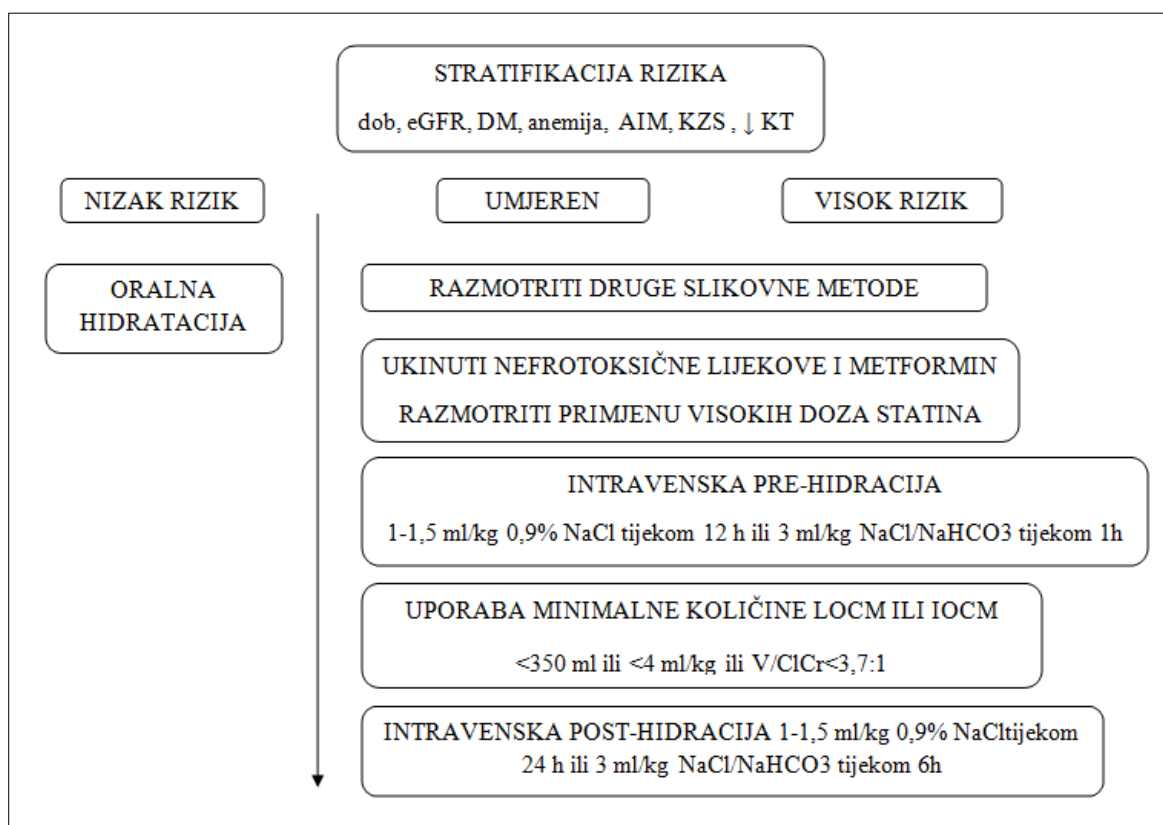 STRATIFIKACIJA RIZIKA
dob, eGFR, DM, anemija, AIM, KZS , ↓ KT
NIZAK RIZIK
UMJEREN
VISOK RIZIK
ORALNA
HIDRATACIJA
RAZMOTRITI DRUGE SLIKOVNE METODE
UKINUTI NEFROTOKSIČNE LIJEKOVE I METFORMIN
RAZMOTRITI PRIMJENU VISOKIH DOZA STATINA
INTRAVENSKA PRE-HIDRACIJA
1-1,5 ml/kg 0,9% NaCl tijekom 12 h ili 3 ml/kg NaCl/NaHCO3 tijekom 1h
UPORABA MINIMALNE KOLIČINE LOCM ILI IOCM
<350 ml ili <4 ml/kg ili V/ClCr<3,7:1
INTRAVENSKA POST-HIDRACIJA 1-1,5 ml/kg 0,9% NaCltijekom
24 h ili 3 ml/kg NaCl/NaHCO3 tijekom 6h